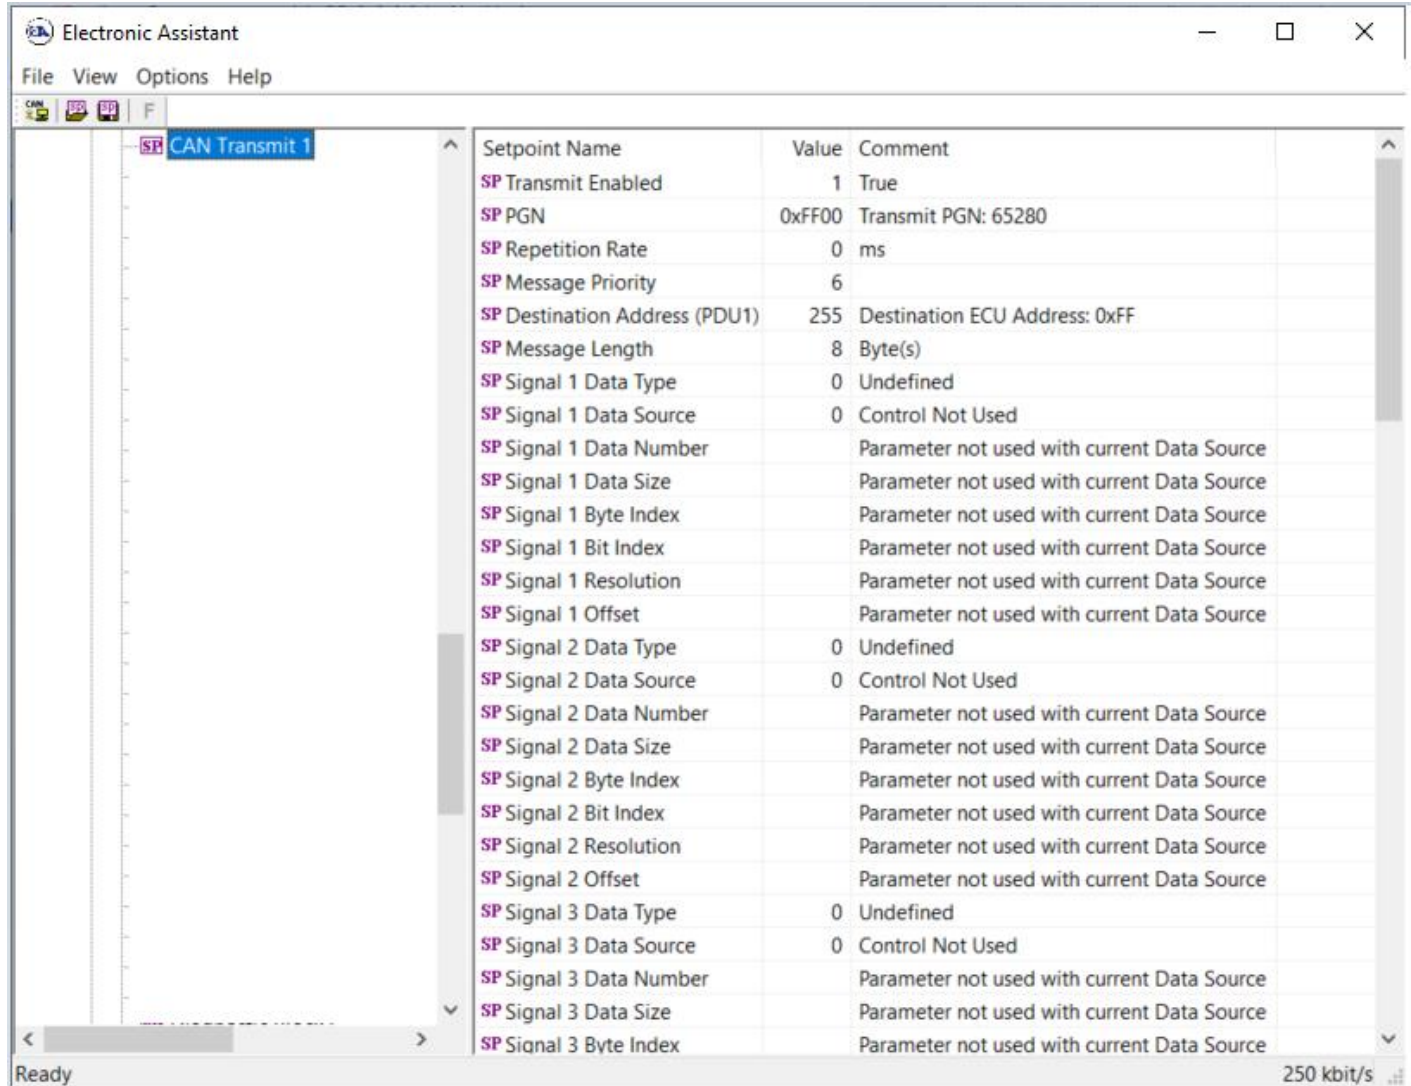 Electronic Assistant
File View Options Help
CAN SP SP F
SP CAN Transmit 1
Setpoint Name Value Comment
SP Transmit Enabled 1 True
SP PGN 0xFF00 Transmit PGN: 65280
SP Repetition Rate 0 ms
SP Message Priority 6
SP Destination Address (PDU1) 255 Destination ECU Address: 0xFF
SP Message Length 8 Byte(s)
SP Signal 1 Data Type 0 Undefined
SP Signal 1 Data Source 0 Control Not Used
SP Signal 1 Data Number Parameter not used with current Data Source
SP Signal 1 Data Size Parameter not used with current Data Source
SP Signal 1 Byte Index Parameter not used with current Data Source
SP Signal 1 Bit Index Parameter not used with current Data Source
SP Signal 1 Resolution Parameter not used with current Data Source
SP Signal 1 Offset Parameter not used with current Data Source
SP Signal 2 Data Type 0 Undefined
SP Signal 2 Data Source 0 Control Not Used
SP Signal 2 Data Number Parameter not used with current Data Source
SP Signal 2 Data Size Parameter not used with current Data Source
SP Signal 2 Byte Index Parameter not used with current Data Source
SP Signal 2 Bit Index Parameter not used with current Data Source
SP Signal 2 Resolution Parameter not used with current Data Source
SP Signal 2 Offset Parameter not used with current Data Source
SP Signal 3 Data Type 0 Undefined
SP Signal 3 Data Source 0 Control Not Used
SP Signal 3 Data Number Parameter not used with current Data Source
SP Signal 3 Data Size Parameter not used with current Data Source
SP Signal 3 Byte Index Parameter not used with current Data Source
Ready 250 kbit/s